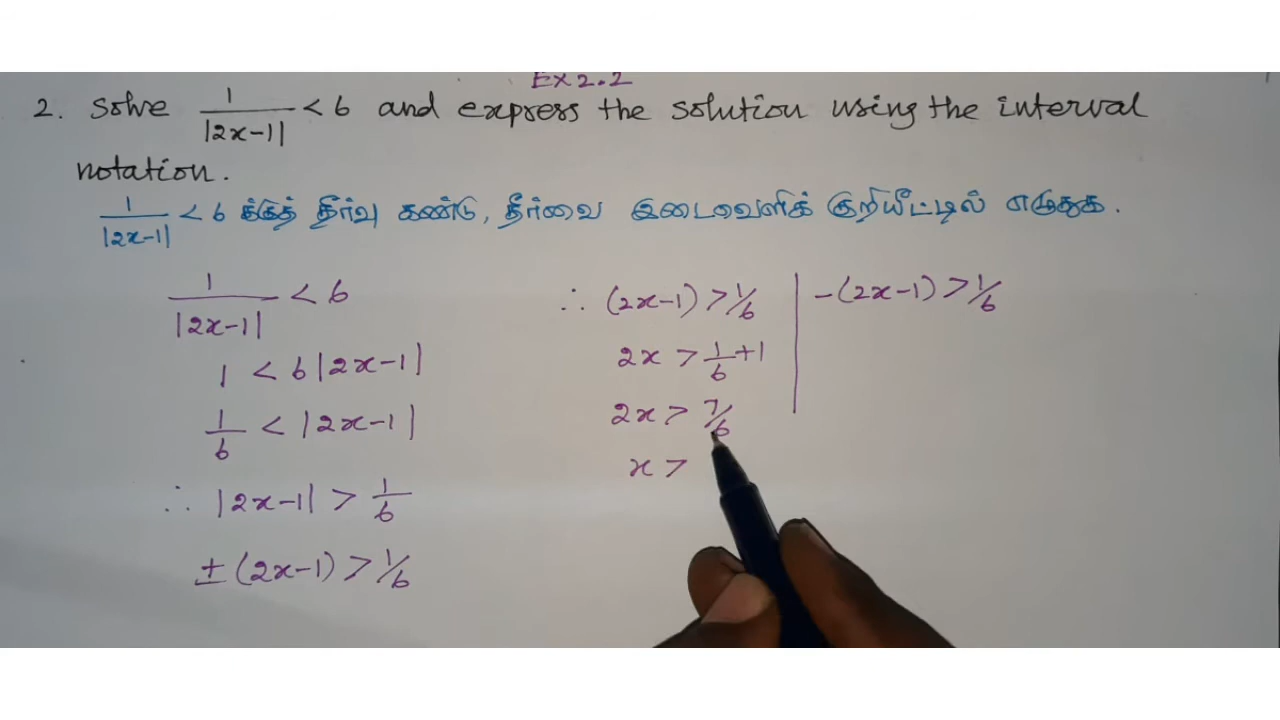 Ex 2.2
2. Solve 1/|2x-1| < 6 and express the solution using the interval
notation.
1/|2x-1| < 6 க்குத் தீர்வு கண்டு, தீர்வை இடைவெளிக் குறியீட்டில் எழுதுக.
1/|2x-1| < 6
1 < 6|2x-1|
1/6 < |2x-1|
∴ |2x-1| > 1/6
± (2x-1) > 1/6
∴ (2x-1) > 1/6
2x > 1/6 + 1
2x > 7/6
x >
-(2x-1) > 1/6